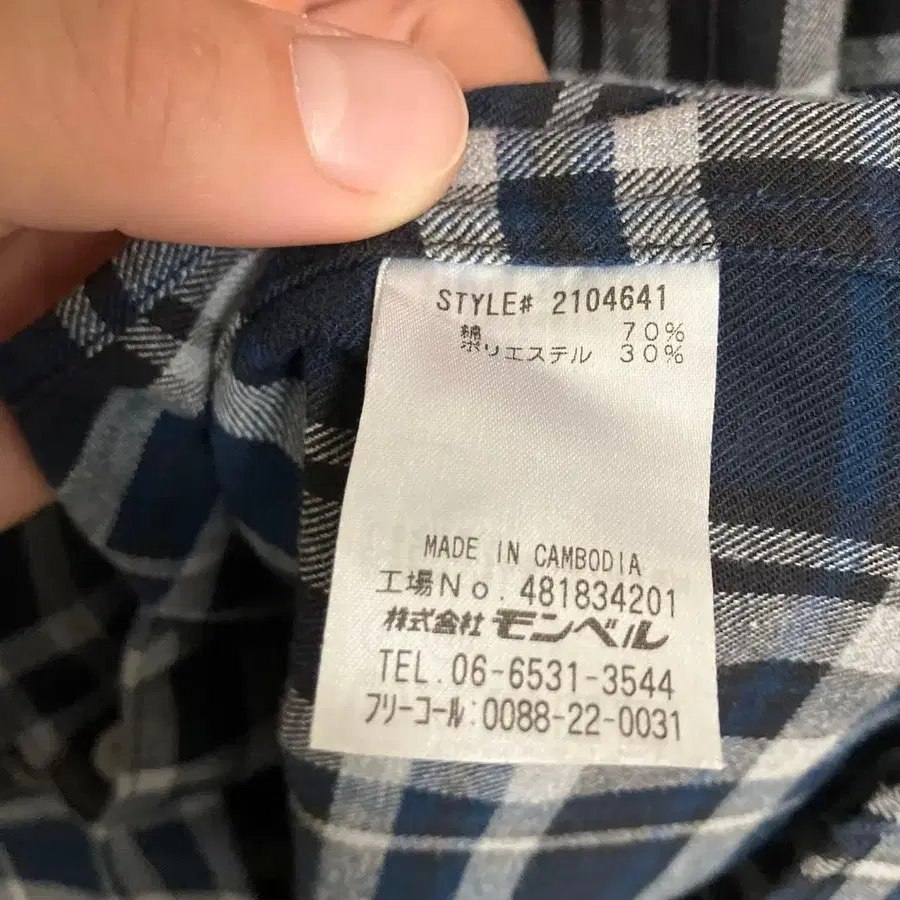 STYLE# 2104641
綿 70%
ポリエステル 30%
MADE IN CAMBODIA
工場No. 481834201
株式会社 モンベル
TEL. 06-6531-3544
フリーコール:0088-22-0031